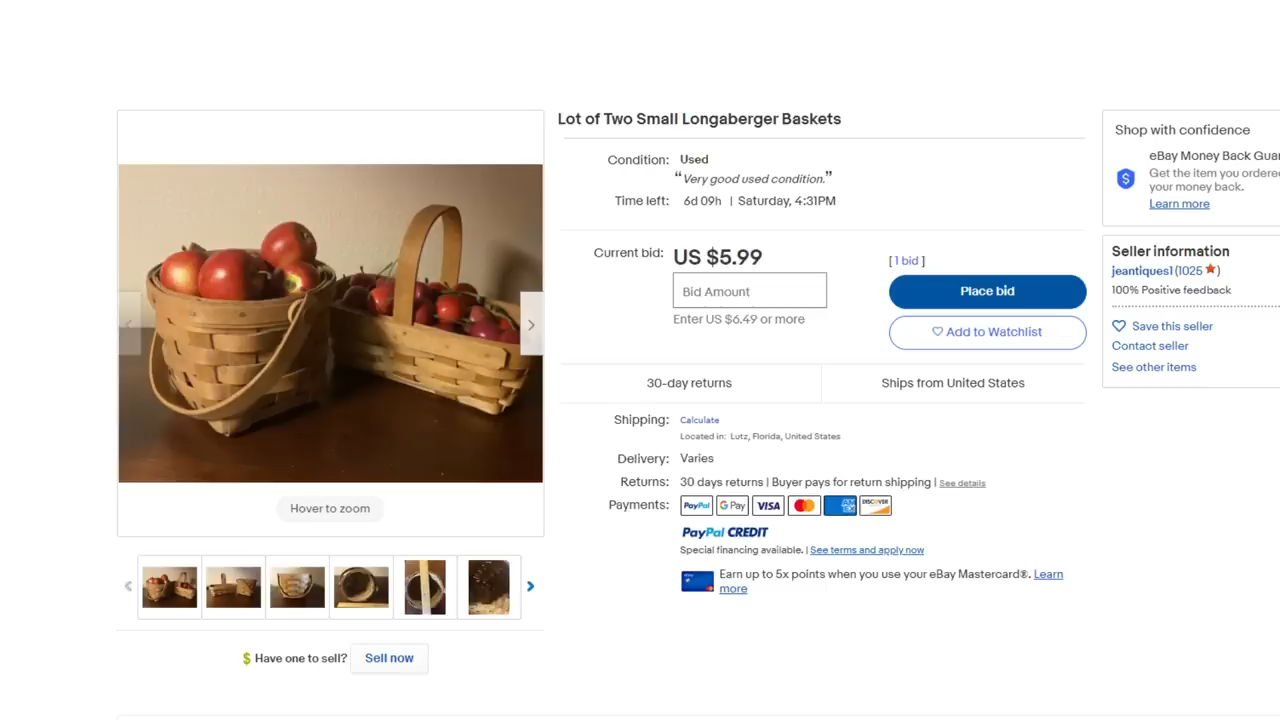 Lot of Two Small Longaberger Baskets
Condition: Used
“Very good used condition.”
Time left: 6d 09h | Saturday, 4:31PM
Current bid: US $5.99
[ 1 bid ]
Bid Amount
Place bid
Enter US $6.49 or more
Add to Watchlist
30-day returns
Ships from United States
Shipping: Calculate
Located in: Lutz, Florida, United States
Delivery: Varies
Returns: 30 days returns | Buyer pays for return shipping | See details
Payments: PayPal G Pay VISA DISCOVER
PayPal CREDIT
Special financing available. | See terms and apply now
Earn up to 5x points when you use your eBay Mastercard®. Learn
more
Hover to zoom
$ Have one to sell? Sell now
Shop with confidence
eBay Money Back Gua
Get the item you ordere
your money back.
Learn more
Seller information
jeantiques1 (1025 )
100% Positive feedback
Save this seller
Contact seller
See other items